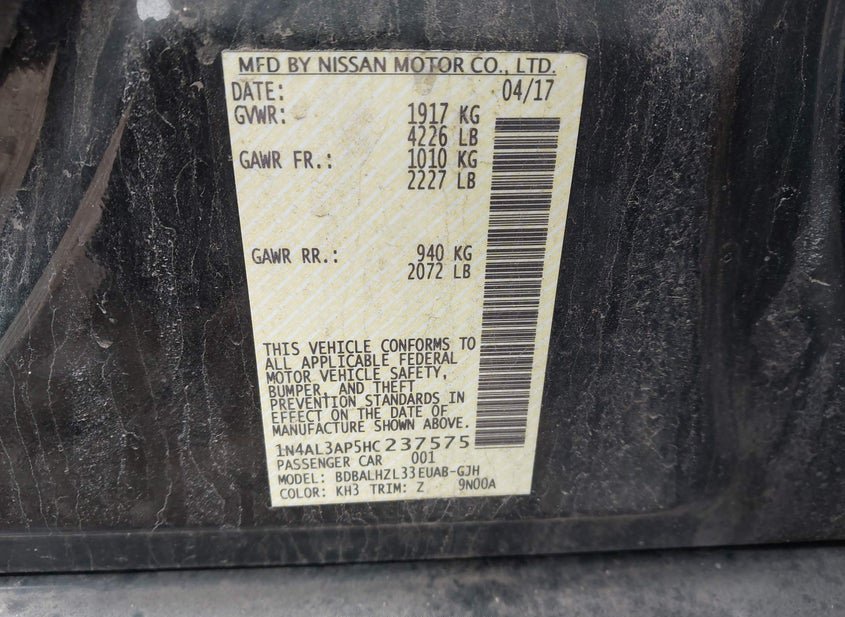 MFD BY NISSAN MOTOR CO., LTD.
DATE: 04/17
GVWR: 1917 KG
4226 LB
GAWR FR.: 1010 KG
2227 LB
GAWR RR.: 940 KG
2072 LB
THIS VEHICLE CONFORMS TO
ALL APPLICABLE FEDERAL
MOTOR VEHICLE SAFETY,
BUMPER, AND THEFT
PREVENTION STANDARDS IN
EFFECT ON THE DATE OF
MANUFACTURE SHOWN ABOVE.
1N4AL3AP5HC237575
PASSENGER CAR 001
MODEL: BDBALHZL33EUAB-GJH
COLOR: KH3 TRIM: Z 9N00A